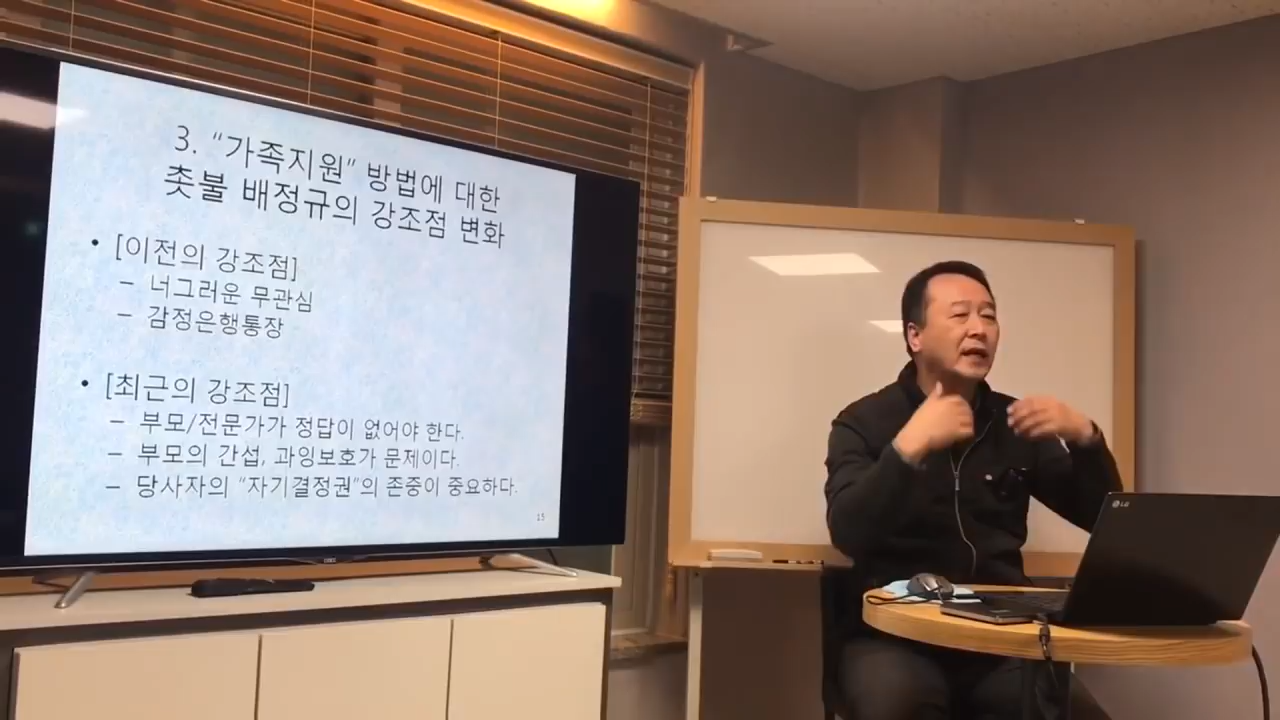 3. “가족지원” 방법에 대한
촛불 배정규의 강조점 변화
• [이전의 강조점]
– 너그러운 무관심
– 감정은행통장
• [최근의 강조점]
– 부모/전문가가 정답이 없어야 한다.
– 부모의 간섭, 과잉보호가 문제이다.
– 당사자의 “자기결정권”의 존중이 중요하다.
15
LG